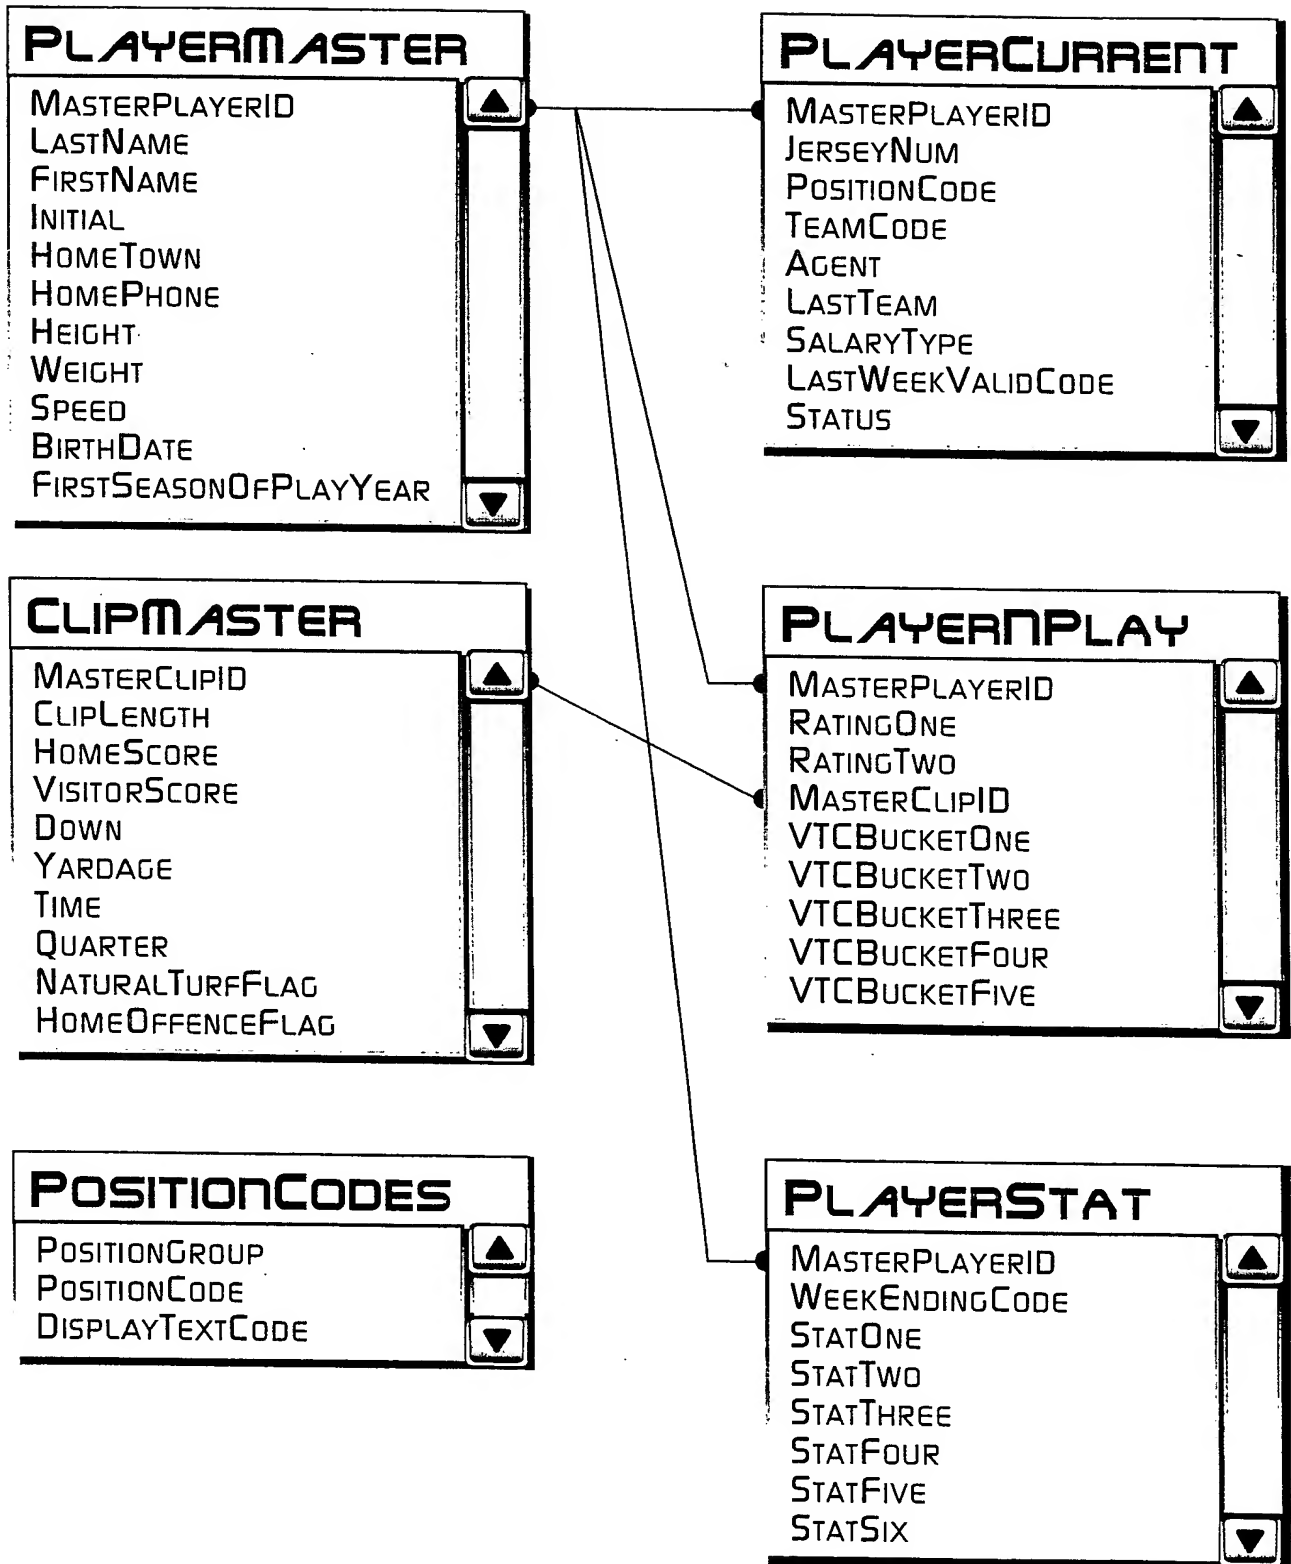 PlayerMaster
MasterPlayerID
LastName
FirstName
Initial
HomeTown
HomePhone
Height
Weight
Speed
BirthDate
FirstSeasonOfPlayYear
PlayerCurrent
MasterPlayerID
JerseyNum
PositionCode
TeamCode
Agent
LastTeam
SalaryType
LastWeekValidCode
Status
ClipMaster
MasterClipID
ClipLength
HomeScore
VisitorScore
Down
Yardage
Time
Quarter
NaturalTurfFlag
HomeOffenceFlag
PlayerNPlay
MasterPlayerID
RatingOne
RatingTwo
MasterClipID
VTCBucketOne
VTCBucketTwo
VTCBucketThree
VTCBucketFour
VTCBucketFive
PositionCodes
PositionGroup
PositionCode
DisplayTextCode
PlayerStat
MasterPlayerID
WeekEndingCode
StatOne
StatTwo
StatThree
StatFour
StatFive
StatSix